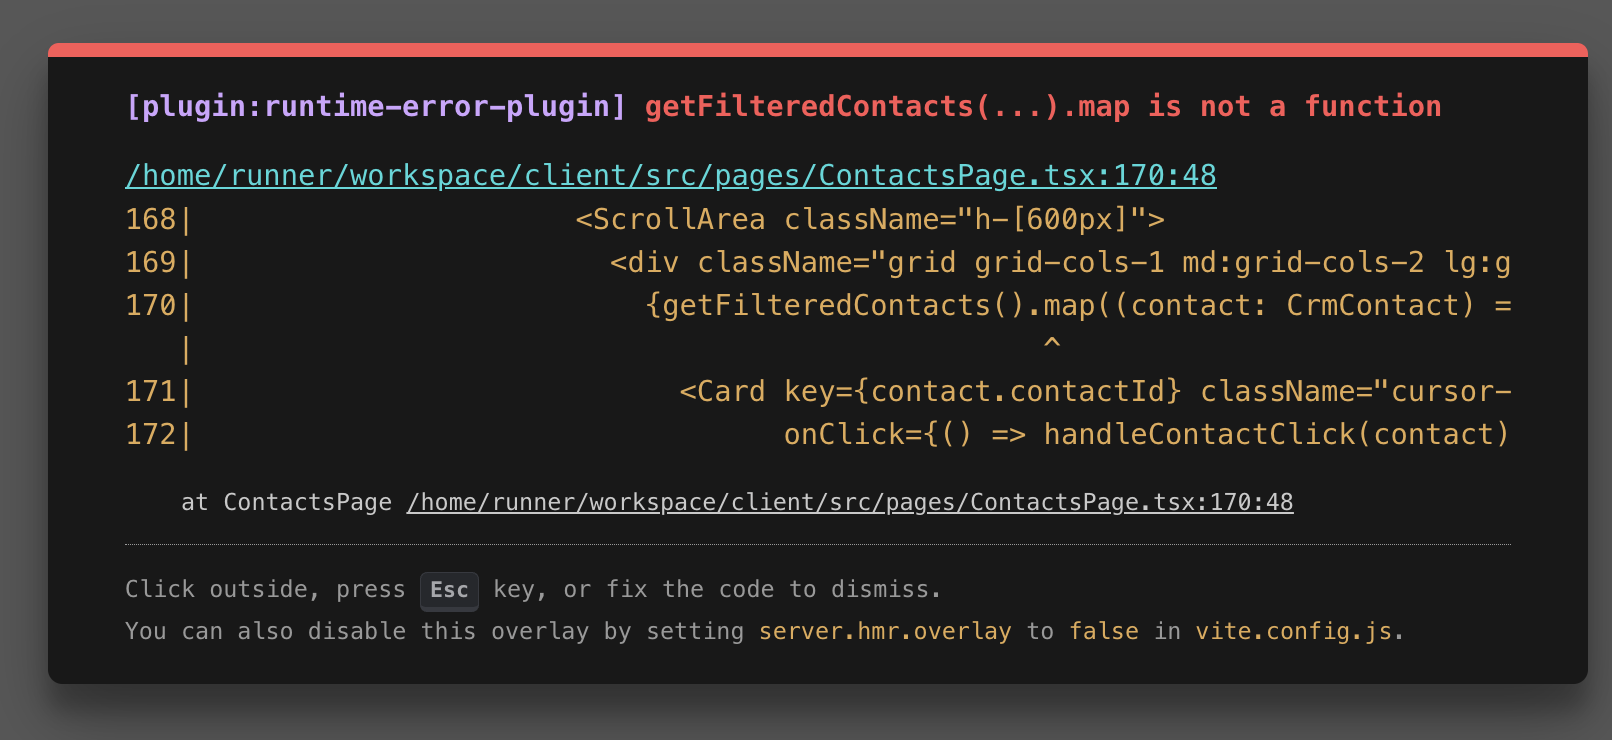 [plugin:runtime-error-plugin] getFilteredContacts(...).map is not a function
/home/runner/workspace/client/src/pages/ContactsPage.tsx:170:48
168|                      <ScrollArea className="h-[600px]">
169|                        <div className="grid grid-cols-1 md:grid-cols-2 lg:g
170|                          {getFilteredContacts().map((contact: CrmContact) =
   |                                                 ^
171|                            <Card key={contact.contactId} className="cursor-
172|                                  onClick={() => handleContactClick(contact)
at ContactsPage /home/runner/workspace/client/src/pages/ContactsPage.tsx:170:48
Click outside, press Esc key, or fix the code to dismiss.
You can also disable this overlay by setting server.hmr.overlay to false in vite.config.js.